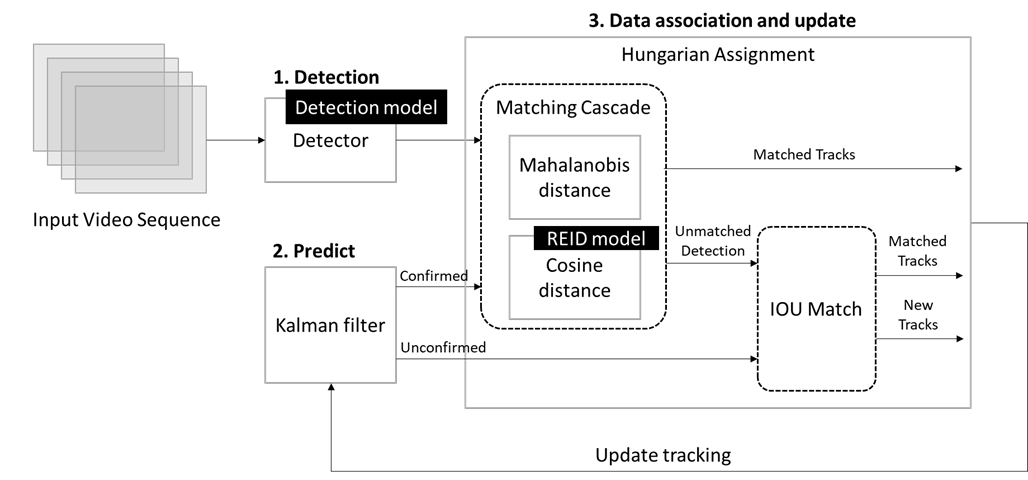 3. Data association and update
Hungarian Assignment
1. Detection
Detection model
Detector
Input Video Sequence
Matching Cascade
Mahalanobis
distance
REID model
Cosine
distance
Matched Tracks
Unmatched
Detection
2. Predict
Kalman filter
Confirmed
Unconfirmed
IOU Match
Matched
Tracks
New
Tracks
Update tracking